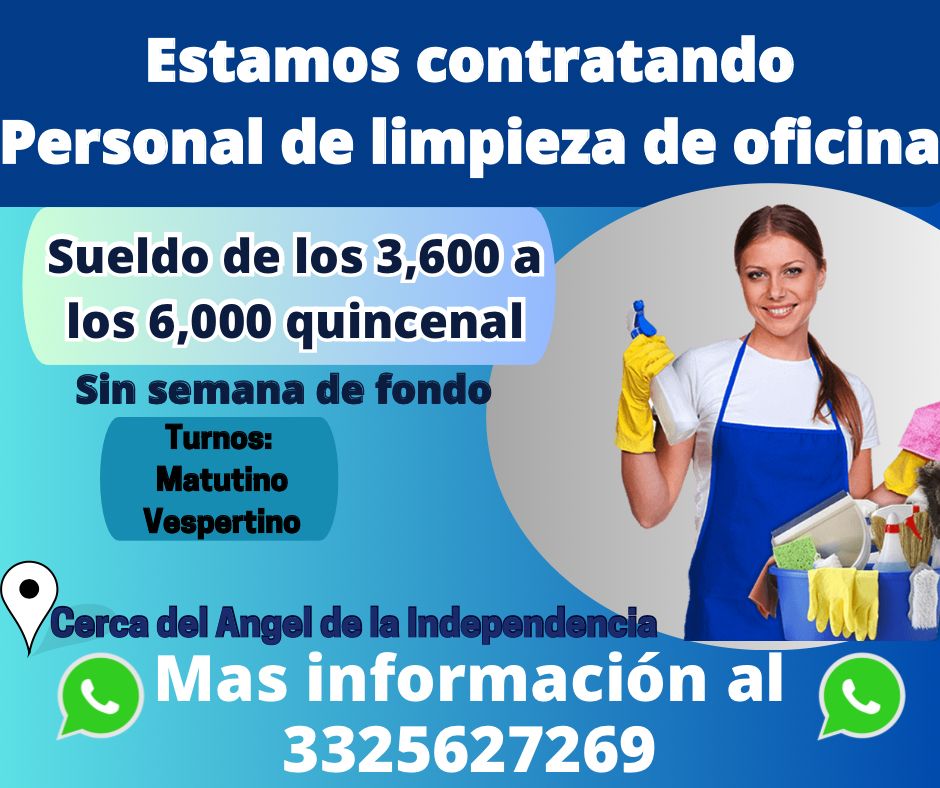 Estamos contratando
Personal de limpieza de oficina
Sueldo de los 3,600 a
los 6,000 quincenal
Sin semana de fondo
Turnos:
Matutino
Vespertino
Cerca del Angel de la Independencia
Mas información al
3325627269